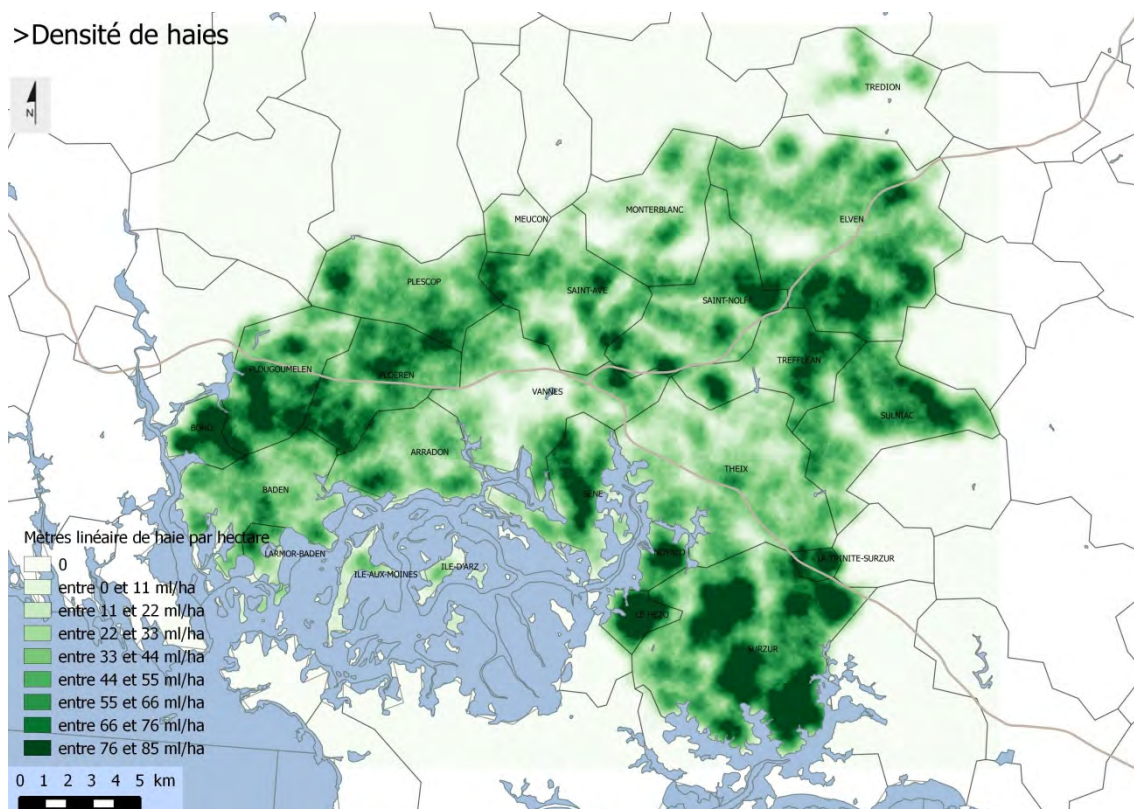 >Densité de haies
N
TREDION
MONTERBLANC
MEUCON
ELVEN
PLESCOP
SAINT-AVE
SAINT-NOLFF
TREFFLEAN
PLOUGOUMELEN
PLOEREN
VANNES
SULNIAC
BONO
ARRADON
THEIX
BADEN
SENE
Mètres linéaire de haie par hectare
LARMOR-BADEN
ILE-AUX-MOINES
ILE-D'ARZ
NOYALO
LA TRINITE-SURZUR
LE HEZO
SURZUR
0
entre 0 et 11 ml/ha
entre 11 et 22 ml/ha
entre 22 et 33 ml/ha
entre 33 et 44 ml/ha
entre 44 et 55 ml/ha
entre 55 et 66 ml/ha
entre 66 et 76 ml/ha
entre 76 et 85 ml/ha
0 1 2 3 4 5 km